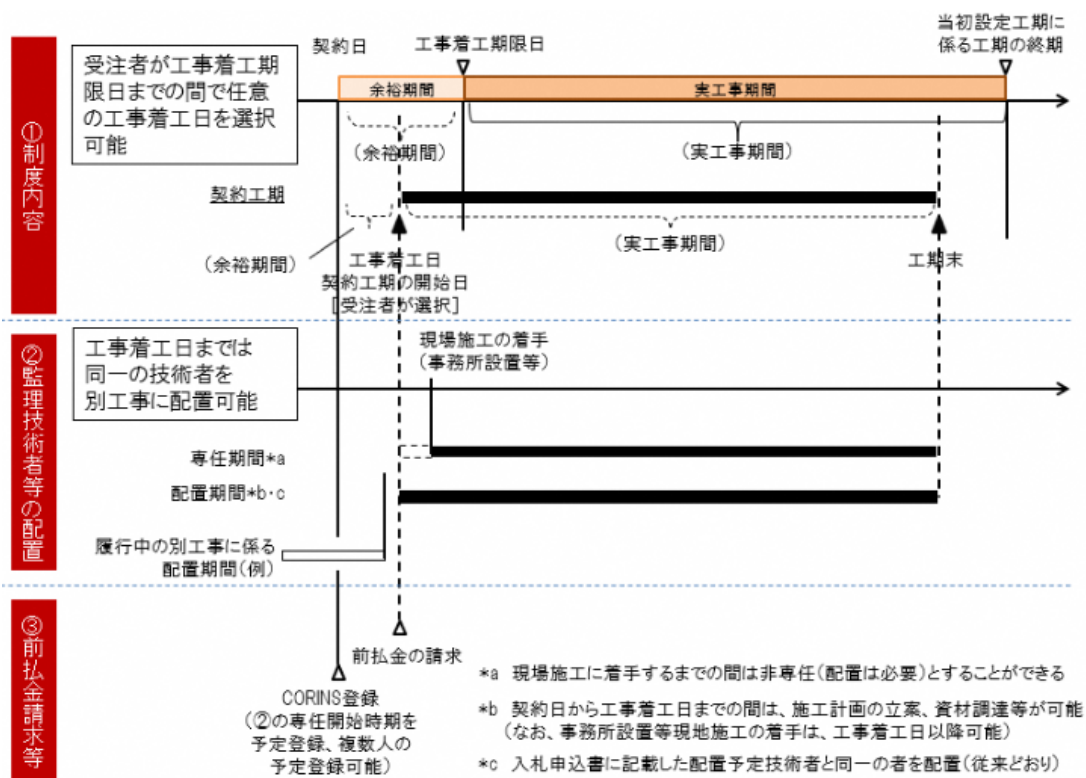 ①制度内容
受注者が工事着工期
限日までの間で任意
の工事着工日を選択
可能
契約日
工事着工期限日
当初設定工期に
係る工期の終期
余裕期間
実工事期間
(余裕期間)
(実工事期間)
契約工期
(余裕期間)
(実工事期間)
工事着工日
契約工期の開始日
[受注者が選択]
工期末
②監理技術者等の配置
工事着工日までは
同一の技術者を
別工事に配置可能
現場施工の着手
(事務所設置等)
専任期間*a
配置期間*b・c
履行中の別工事に係る
配置期間(例)
③前払金請求等
前払金の請求
CORINS登録
(②の専任開始時期を
予定登録、複数人の
予定登録可能)
*a 現場施工に着手するまでの間は非専任(配置は必要)とすることができる
*b 契約日から工事着工日までの間は、施工計画の立案、資材調達等が可能
(なお、事務所設置等現地施工の着手は、工事着工日以降可能)
*c 入札申込書に記載した配置予定技術者と同一の者を配置(従来どおり)